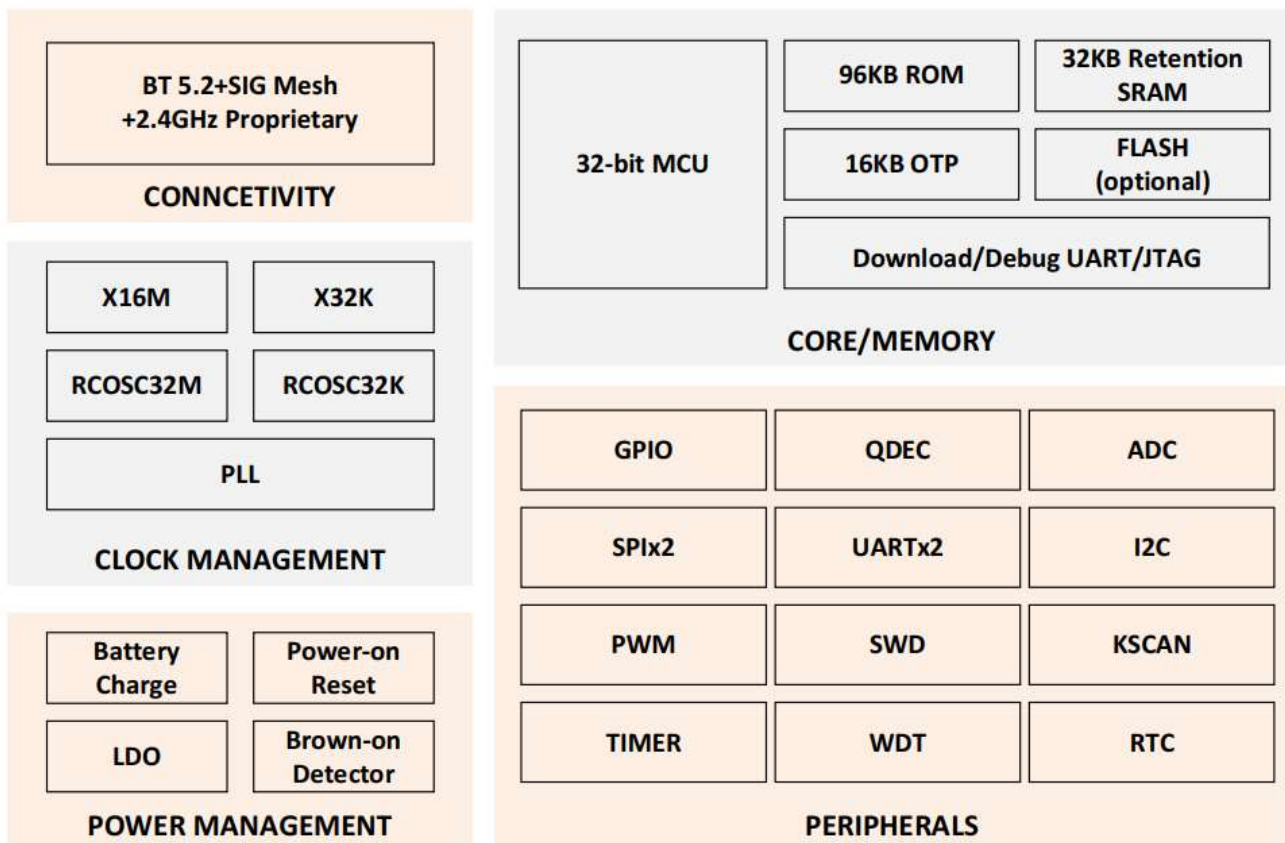 BT 5.2+SIG Mesh
+2.4GHz Proprietary
CONNCETIVITY
X16M
X32K
RCOSC32M
RCOSC32K
PLL
CLOCK MANAGEMENT
Battery
Charge
Power-on
Reset
LDO
Brown-on
Detector
POWER MANAGEMENT
32-bit MCU
96KB ROM
32KB Retention
SRAM
16KB OTP
FLASH
(optional)
Download/Debug UART/JTAG
CORE/MEMORY
GPIO
QDEC
ADC
SPIx2
UARTx2
I2C
PWM
SWD
KSCAN
TIMER
WDT
RTC
PERIPHERALS